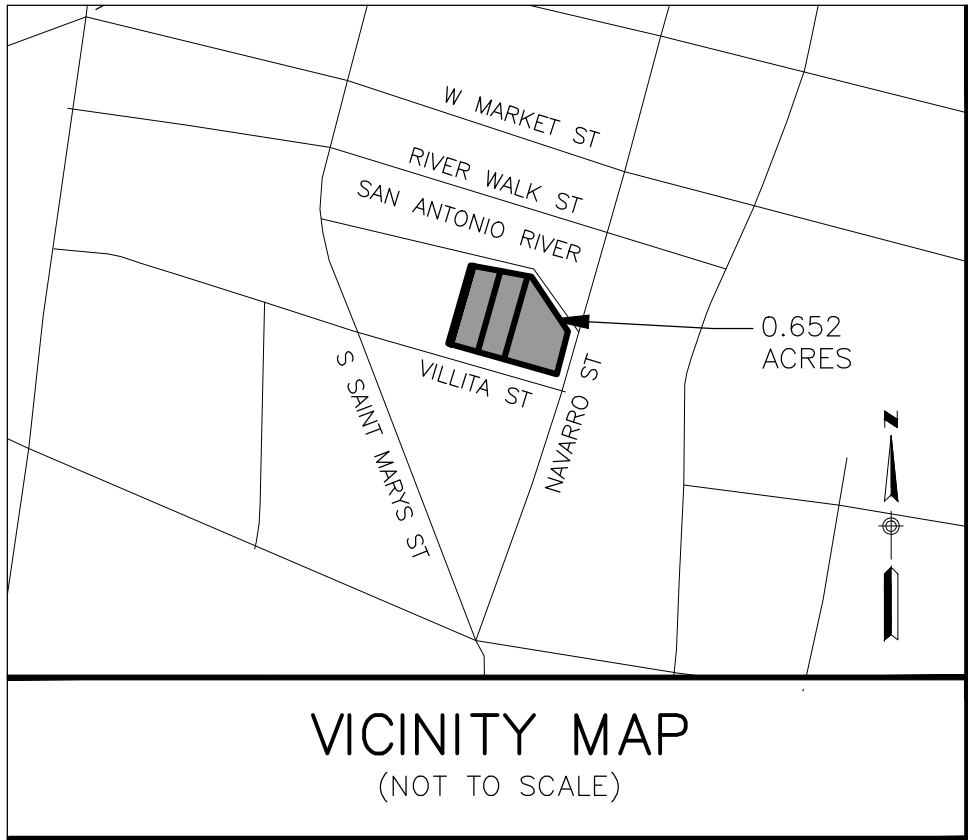 W MARKET ST
RIVER WALK ST
SAN ANTONIO RIVER
0.652
ACRES
VILLITA ST
S SAINT MARYS ST
NAVARRO ST
N
VICINITY MAP
(NOT TO SCALE)